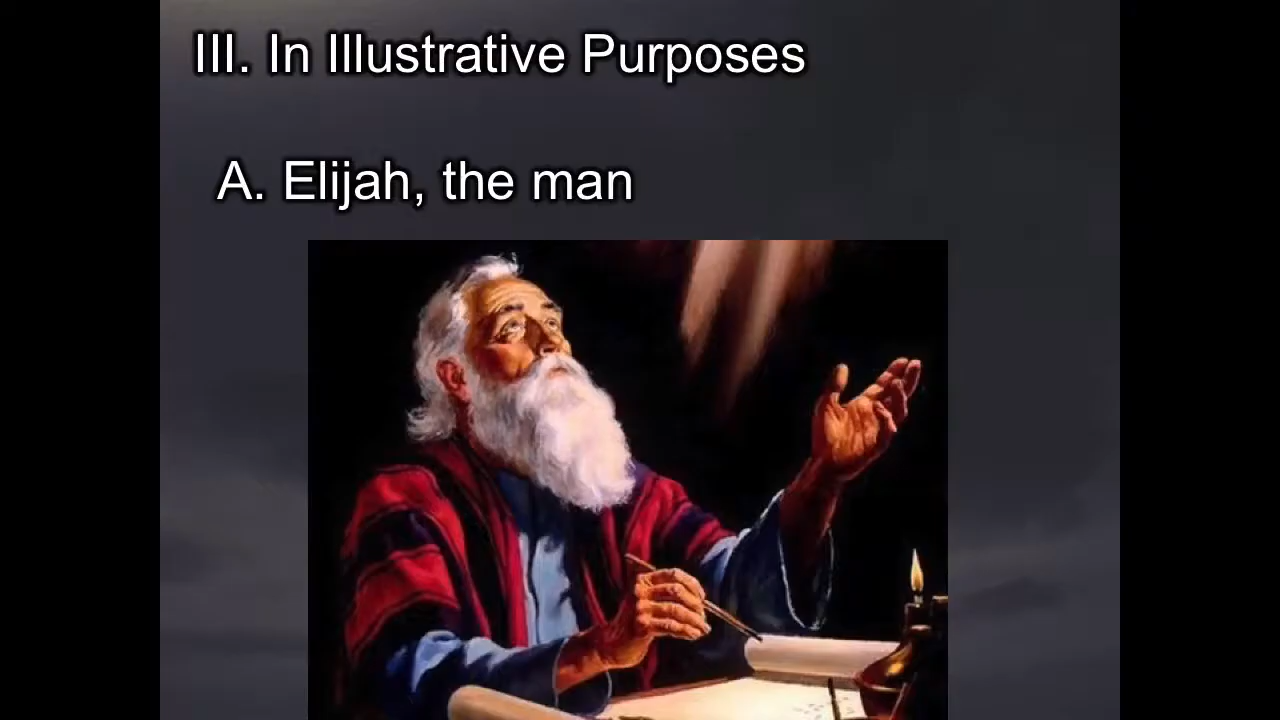 III. In Illustrative Purposes
A. Elijah, the man